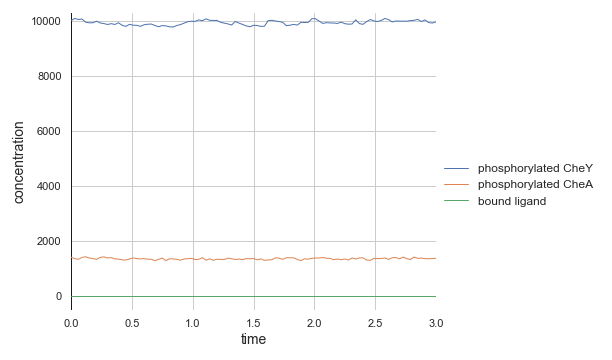 10000
8000
6000
4000
2000
0
concentration
0.0 0.5 1.0 1.5 2.0 2.5 3.0
time
phosphorylated CheY
phosphorylated CheA
bound ligand